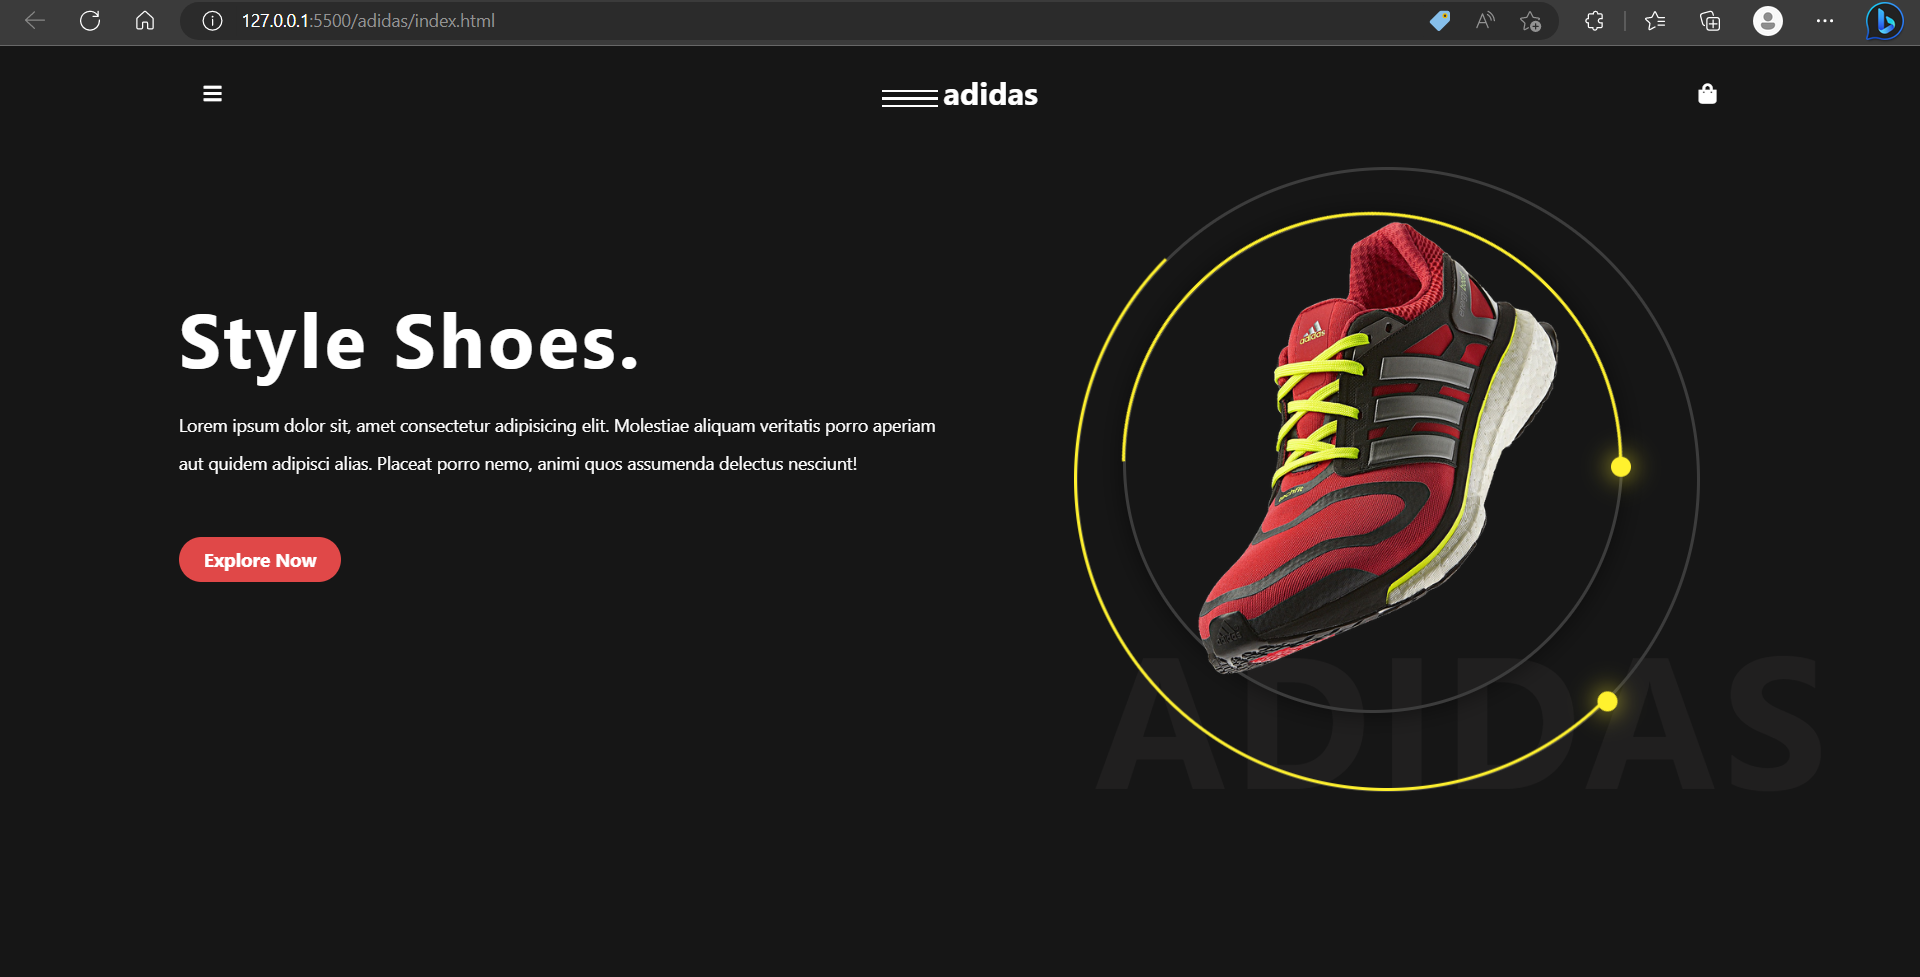 127.0.0.1:5500/adidas/index.html
adidas
Style Shoes.
Lorem ipsum dolor sit, amet consectetur adipisicing elit. Molestiae aliquam veritatis porro aperiam
aut quidem adipisci alias. Placeat porro nemo, animi quos assumenda delectus nesciunt!
Explore Now
adidas
techfit
ADIDAS